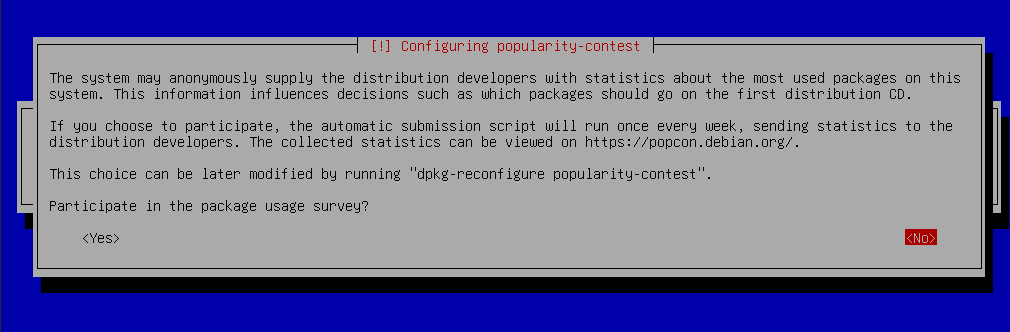 [!] Configuring popularity-contest
The system may anonymously supply the distribution developers with statistics about the most used packages on this
system. This information influences decisions such as which packages should go on the first distribution CD.
If you choose to participate, the automatic submission script will run once every week, sending statistics to the
distribution developers. The collected statistics can be viewed on https://popcon.debian.org/.
This choice can be later modified by running "dpkg-reconfigure popularity-contest".
Participate in the package usage survey?
<Yes> <No>